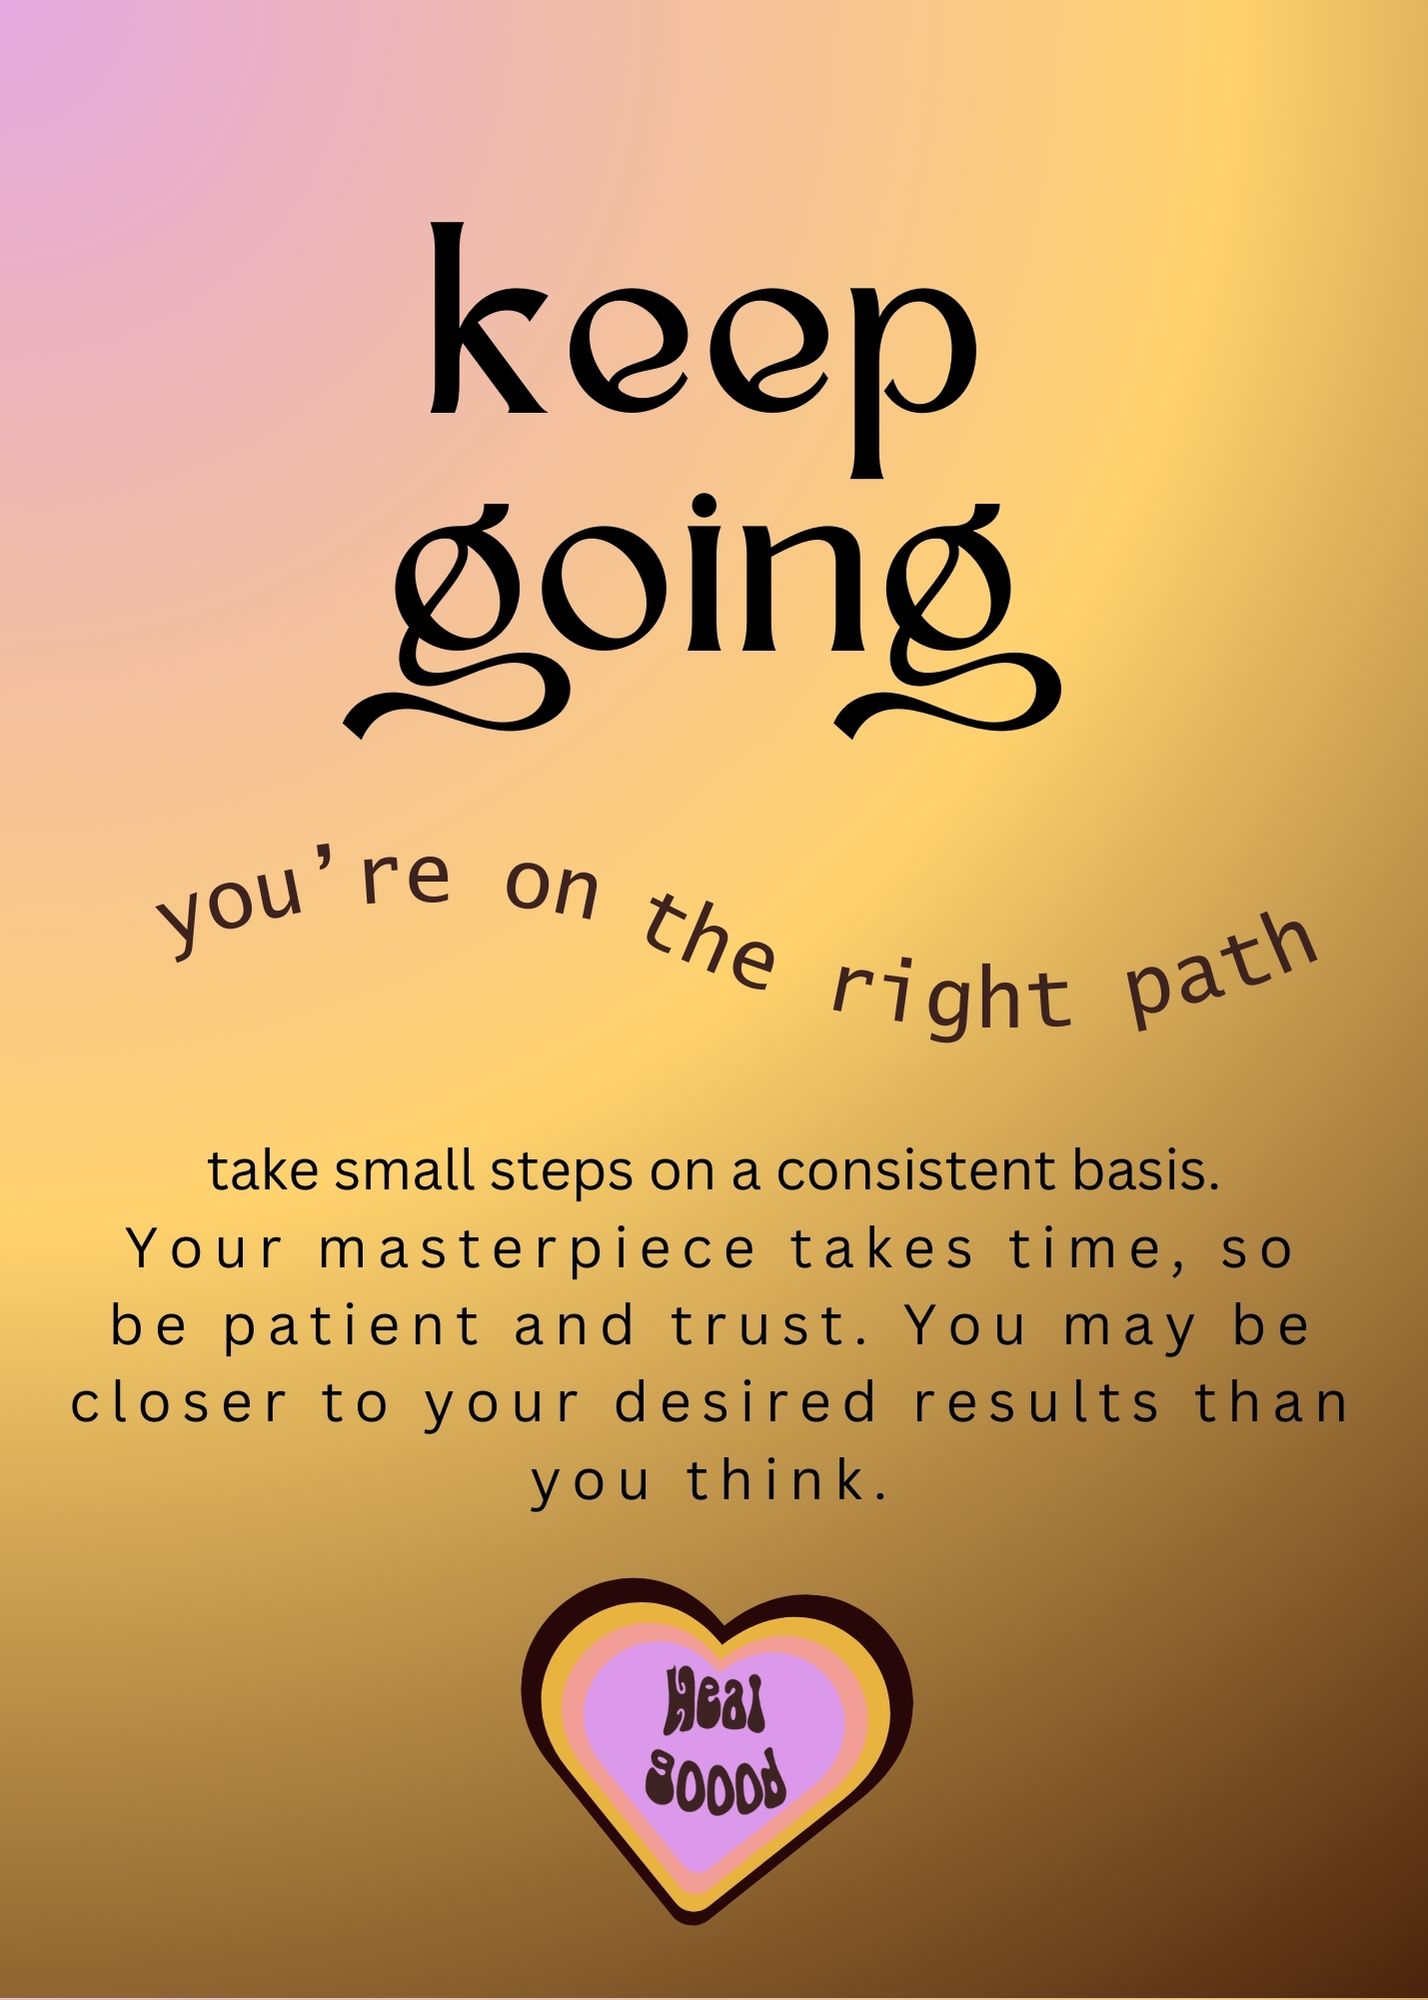 keep
going
you’re on the right path
take small steps on a consistent basis.
Your masterpiece takes time, so
be patient and trust. You may be
closer to your desired results than
you think.
Heal
goood